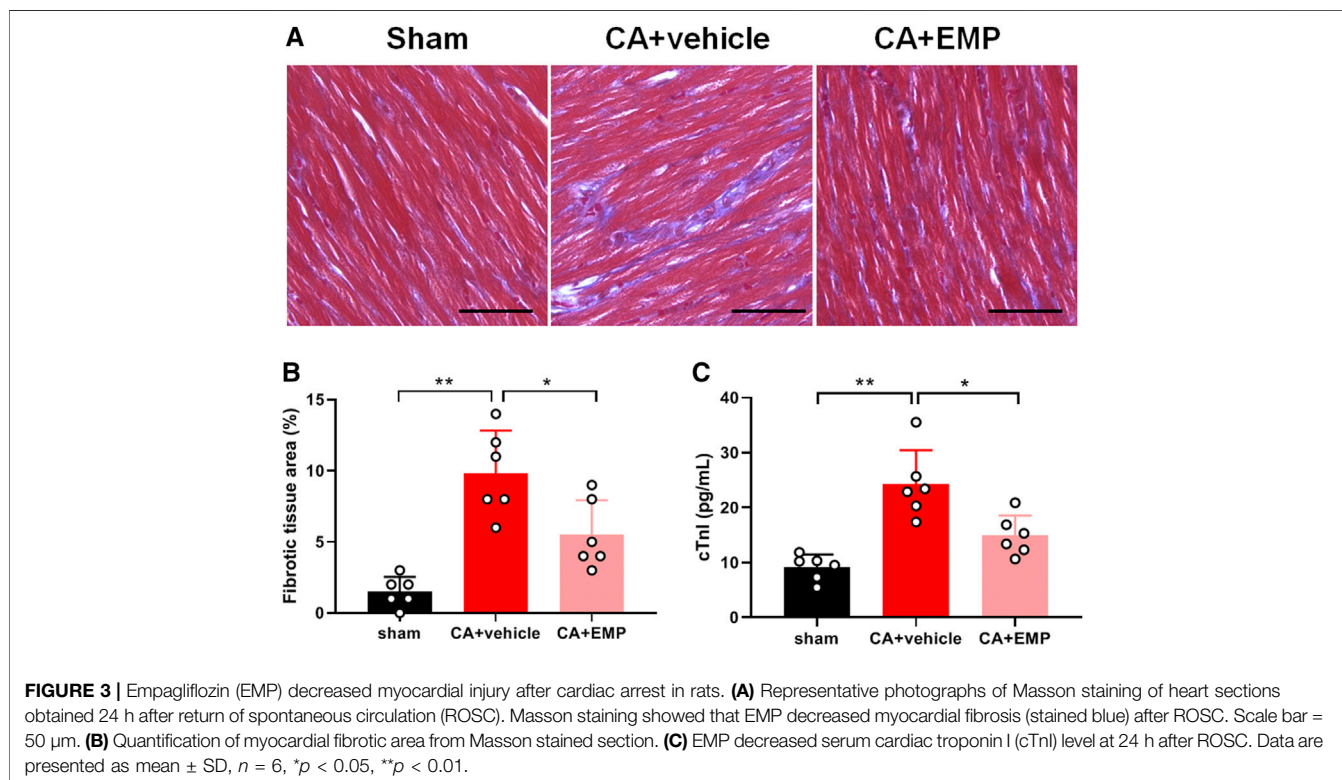 A
Sham
CA+vehicle
CA+EMP
B
**
*
15
10
5
0
Fibrotic tissue area (%)
sham
CA+vehicle
CA+EMP
C
**
*
40
30
20
10
0
cTnI (pg/mL)
sham
CA+vehicle
CA+EMP
FIGURE 3 | Empagliflozin (EMP) decreased myocardial injury after cardiac arrest in rats. (A) Representative photographs of Masson staining of heart sections
obtained 24 h after return of spontaneous circulation (ROSC). Masson staining showed that EMP decreased myocardial fibrosis (stained blue) after ROSC. Scale bar =
50 μm. (B) Quantification of myocardial fibrotic area from Masson stained section. (C) EMP decreased serum cardiac troponin I (cTnI) level at 24 h after ROSC. Data are
presented as mean ± SD, n = 6, *p < 0.05, **p < 0.01.